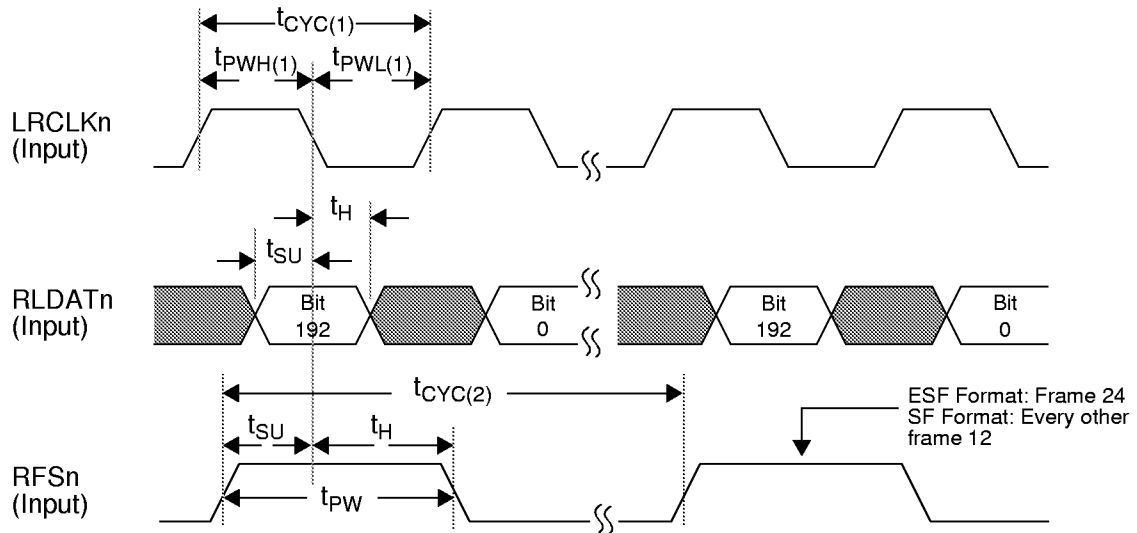 tCYC(1)
tPWH(1) tPWL(1)
LRCLKn
(Input)
tH
tSU
RLDATn
(Input)
Bit
192
Bit
0
Bit
192
Bit
0
tCYC(2)
ESF Format: Frame 24
SF Format: Every other
frame 12
tSU tH
RFSn
(Input)
tPW